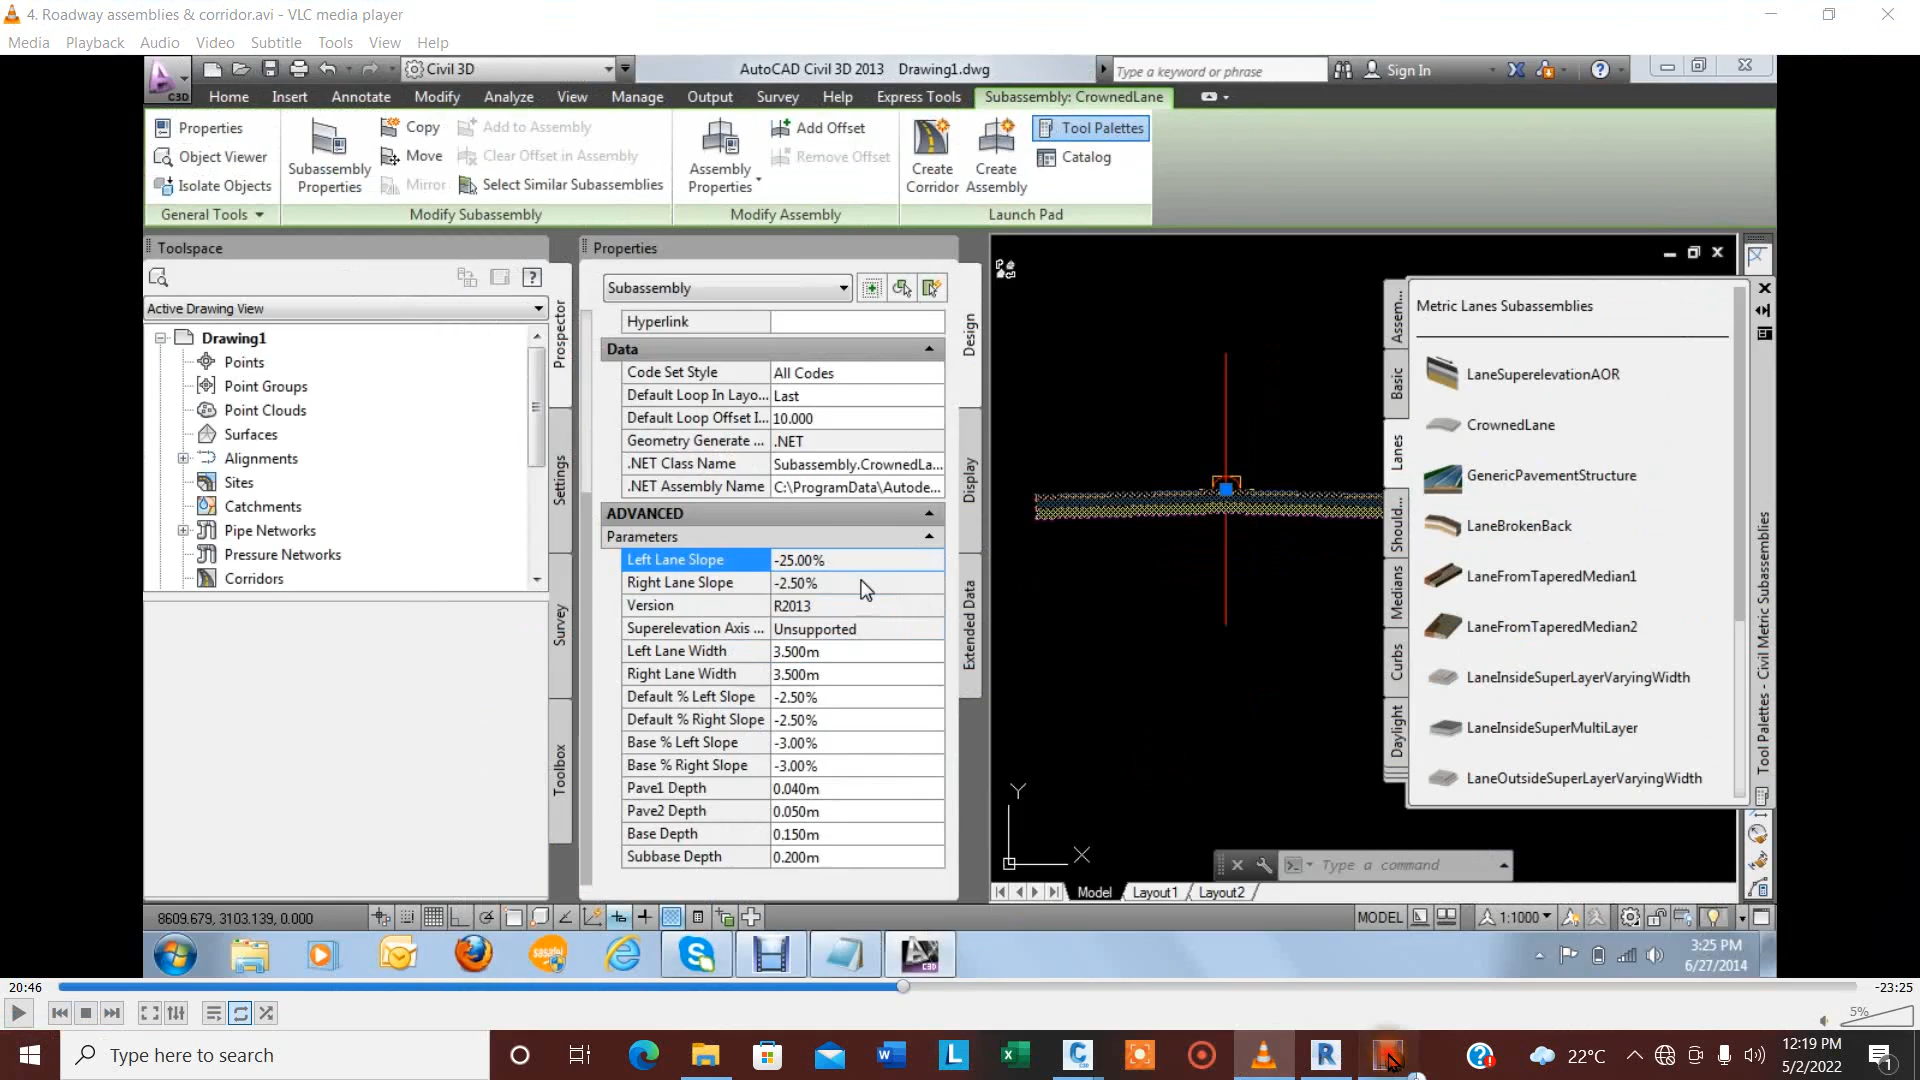 4. Roadway assemblies & corridor.avi - VLC media player
Media Playback Audio Video Subtitle Tools View Help
C3D
Civil 3D
AutoCAD Civil 3D 2013 Drawing1.dwg
Type a keyword or phrase
Sign In
Home Insert Annotate Modify Analyze View Manage Output Survey Help Express Tools Subassembly: CrownedLane
Properties
Object Viewer
Isolate Objects
General Tools
Subassembly Properties
Copy
Move
Mirror
Add to Assembly
Clear Offset in Assembly
Select Similar Subassemblies
Modify Subassembly
Assembly Properties
Add Offset
Remove Offset
Modify Assembly
Create Corridor
Create Assembly
Tool Palettes
Catalog
Launch Pad
Toolspace
Active Drawing View
Drawing1
Points
Point Groups
Point Clouds
Surfaces
Alignments
Sites
Catchments
Pipe Networks
Pressure Networks
Corridors
Prospector
Settings
Survey
Toolbox
Properties
Subassembly
Hyperlink
Data
Code Set Style All Codes
Default Loop In Layo... Last
Default Loop Offset I... 10.000
Geometry Generate ... .NET
.NET Class Name Subassembly.CrownedLa...
.NET Assembly Name C:\ProgramData\Autode...
ADVANCED
Parameters
Left Lane Slope -25.00%
Right Lane Slope -2.50%
Version R2013
Superelevation Axis ... Unsupported
Left Lane Width 3.500m
Right Lane Width 3.500m
Default % Left Slope -2.50%
Default % Right Slope -2.50%
Base % Left Slope -3.00%
Base % Right Slope -3.00%
Pave1 Depth 0.040m
Pave2 Depth 0.050m
Base Depth 0.150m
Subbase Depth 0.200m
Design
Display
Extended Data
Y
X
Type a command
Model Layout1 Layout2
Assem...
Basic
Lanes
Should...
Medians
Curbs
Daylight
Metric Lanes Subassemblies
LaneSuperelevationAOR
CrownedLane
GenericPavementStructure
LaneBrokenBack
LaneFromTaperedMedian1
LaneFromTaperedMedian2
LaneInsideSuperLayerVaryingWidth
LaneInsideSuperMultiLayer
LaneOutsideSuperLayerVaryingWidth
Tool Palettes - Civil Metric Subassemblies
8609.679, 3103.139, 0.000
MODEL
1:1000
3:25 PM
6/27/2014
20:46
-23:25
5%
Type here to search
22°C
12:19 PM
5/2/2022
1